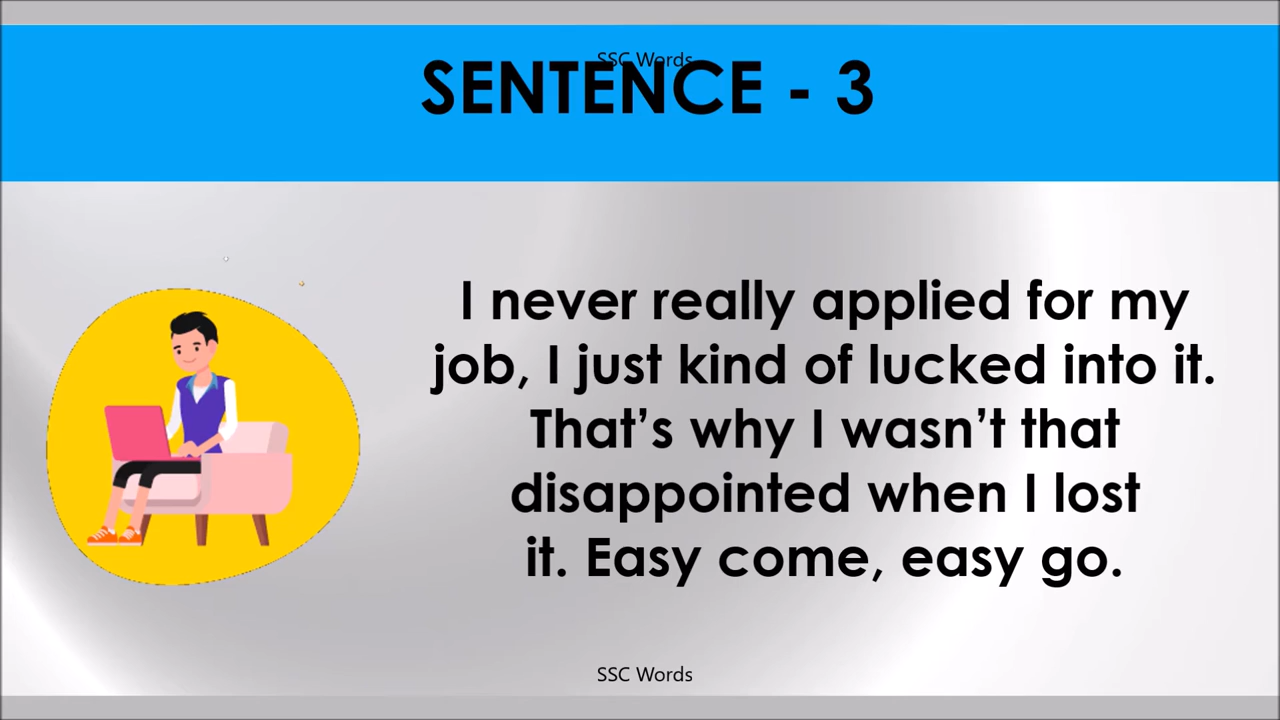 SSC Words
SENTENCE - 3
I never really applied for my
job, I just kind of lucked into it.
That’s why I wasn’t that
disappointed when I lost
it. Easy come, easy go.
SSC Words